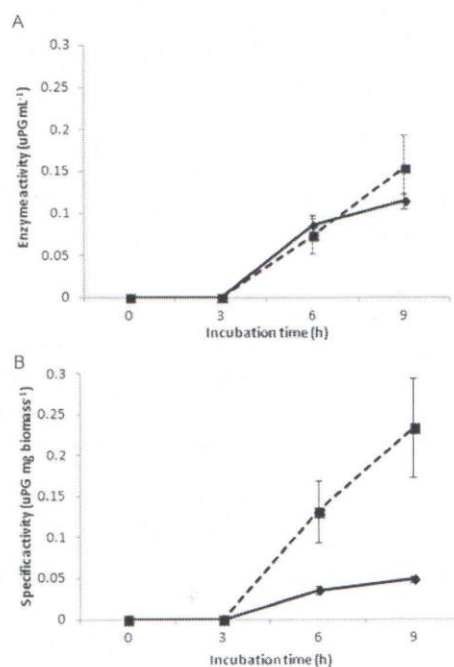 A
0.3
0.25
0.2
0.15
0.1
0.05
0
Enzyme activity (uPG mL-1)
0 3 6 9
Incubation time (h)
B
0.3
0.25
0.2
0.15
0.1
0.05
0
Specific activity (uPG mg biomass-1)
0 3 6 9
Incubation time (h)